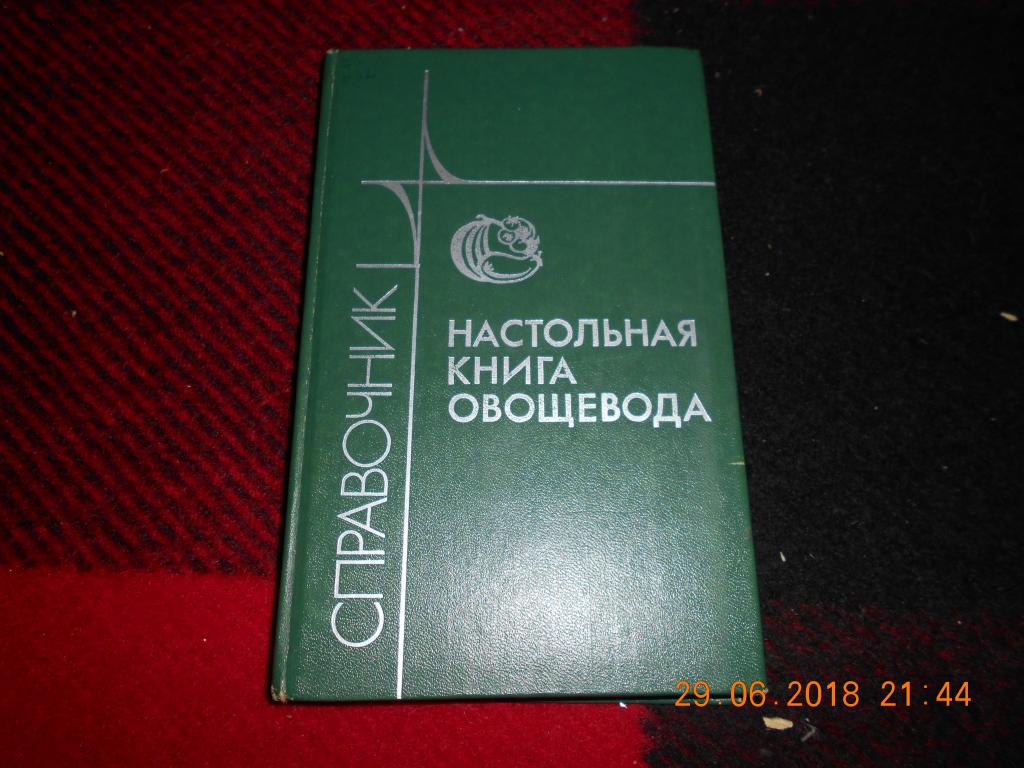 СПРАВОЧНИК
НАСТОЛЬНАЯ
КНИГА
ОВОЩЕВОДА
29.06.2018 21:44